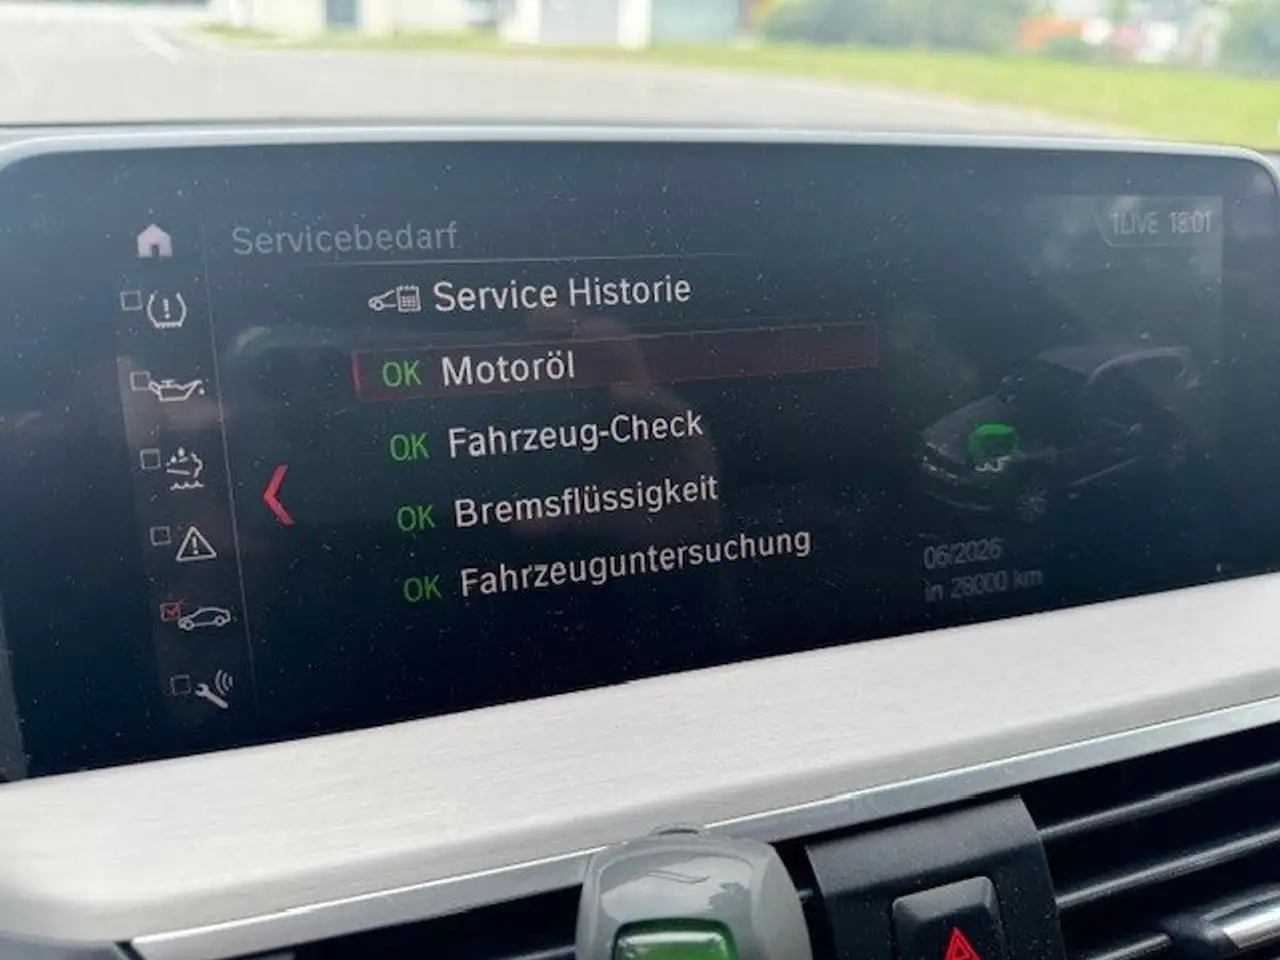 Servicebedarf
1LIVE 18:01
Service Historie
OK Motoröl
OK Fahrzeug-Check
OK Bremsflüssigkeit
OK Fahrzeuguntersuchung
06/2026
in 28000 km